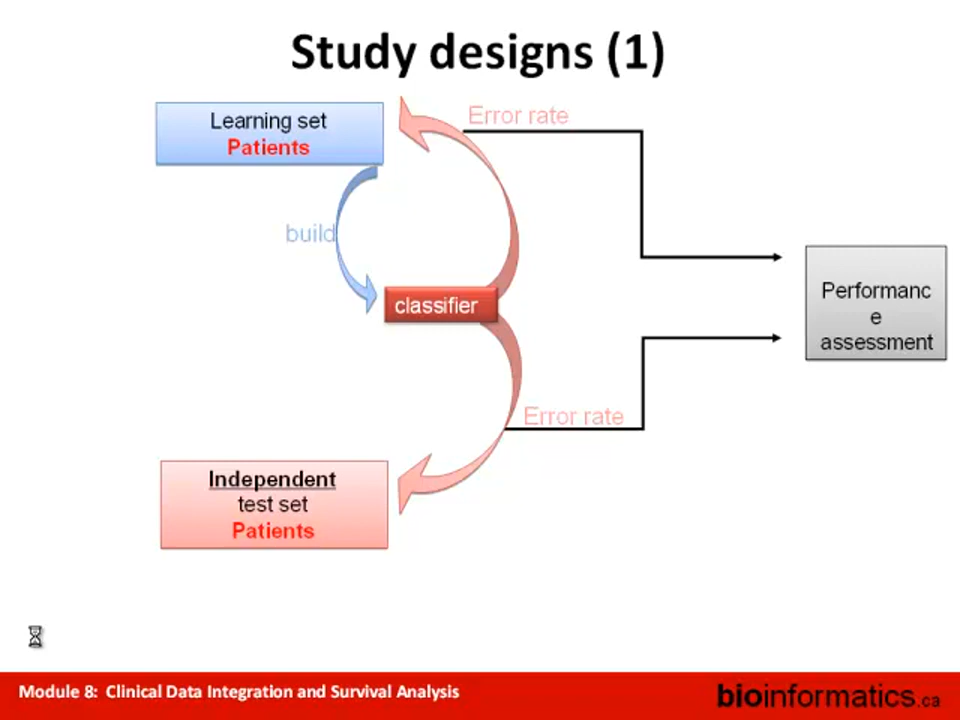 Study designs (1)
Learning set
Patients
Error rate
build
classifier
Performanc
e
assessment
Error rate
Independent
test set
Patients
Module 8: Clinical Data Integration and Survival Analysis
bioinformatics.ca